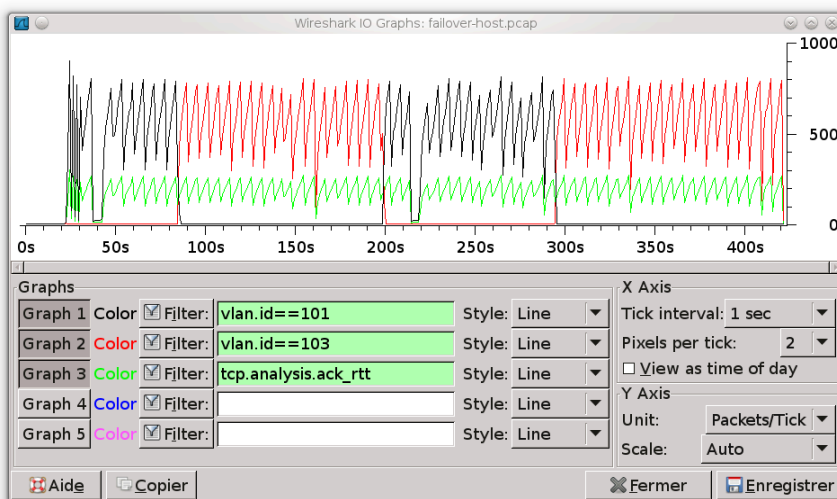 Wireshark IO Graphs: failover-host.pcap
1000
500
0
0s 50s 100s 150s 200s 250s 300s 350s 400s
Graphs
Graph 1 Color Filter: vlan.id==101 Style: Line
Graph 2 Color Filter: vlan.id==103 Style: Line
Graph 3 Color Filter: tcp.analysis.ack_rtt Style: Line
Graph 4 Color Filter: Style: Line
Graph 5 Color Filter: Style: Line
X Axis
Tick interval: 1 sec
Pixels per tick: 2
View as time of day
Y Axis
Unit: Packets/Tick
Scale: Auto
Aide Copier Fermer Enregistrer